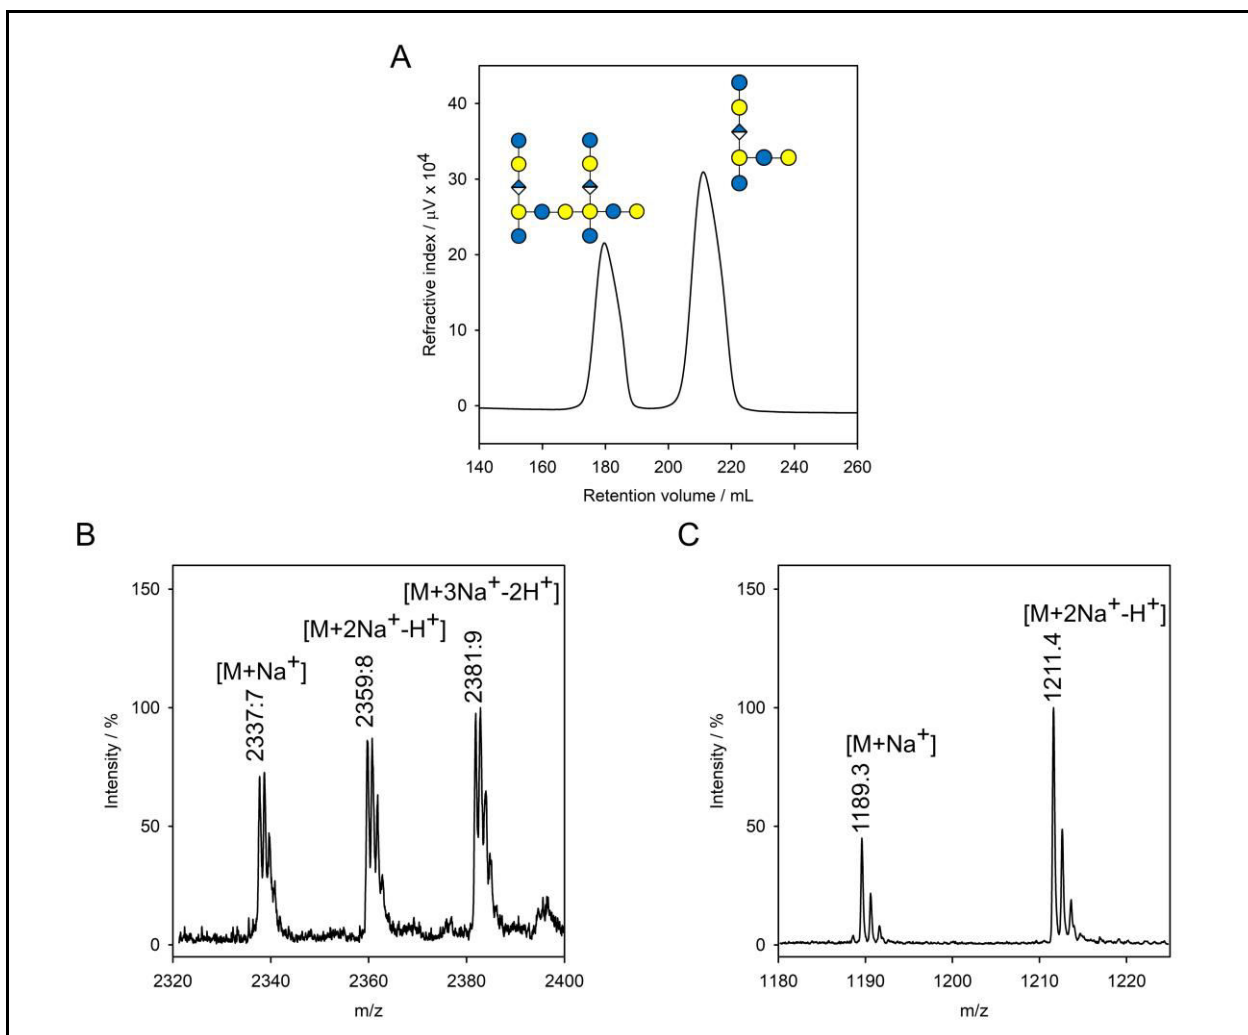 A
40
30
20
10
0
Refractive index / μV x 10⁴
140 160 180 200 220 240 260
Retention volume / mL
B
150
100
50
0
Intensity / %
[M+Na⁺]
2337:7
[M+2Na⁺-H⁺]
2359:8
[M+3Na⁺-2H⁺]
2381:9
2320 2340 2360 2380 2400
m/z
C
150
100
50
0
Intensity / %
[M+Na⁺]
1189.3
[M+2Na⁺-H⁺]
1211.4
1180 1190 1200 1210 1220
m/z